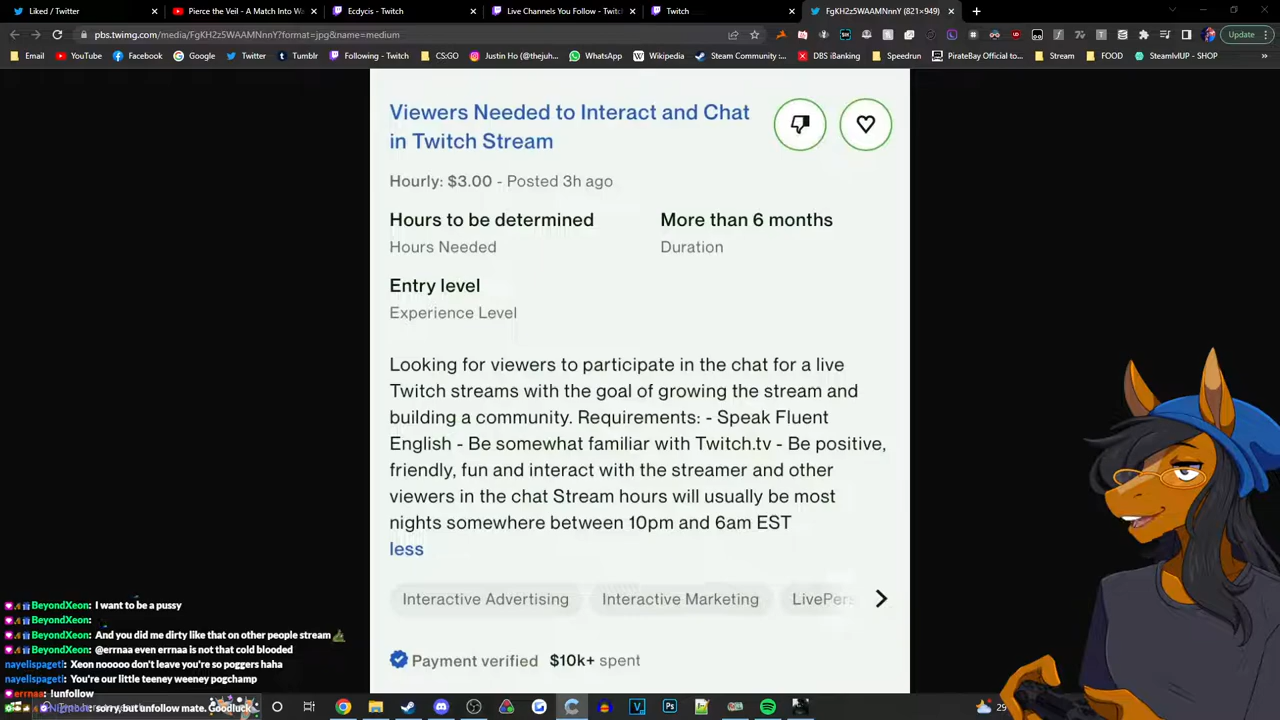 Liked / Twitter
Pierce the Veil - A Match Into Wa
Ecdycis - Twitch
Live Channels You Follow - Twitch
Twitch
FgKH2z5WAAMNnnY (821×949)
pbs.twimg.com/media/FgKH2z5WAAMNnnY?format=jpg&name=medium
Update
Email
YouTube
Facebook
Google
Twitter
Tumblr
Following - Twitch
CS:GO
Justin Ho (@thejuh...
WhatsApp
Wikipedia
Steam Community :...
DBS iBanking
Speedrun
PirateBay Official to...
Stream
FOOD
SteamlVlUP - SHOP
Viewers Needed to Interact and Chat
in Twitch Stream
Hourly: $3.00 - Posted 3h ago
Hours to be determined
More than 6 months
Hours Needed
Duration
Entry level
Experience Level
Looking for viewers to participate in the chat for a live
Twitch streams with the goal of growing the stream and
building a community. Requirements: - Speak Fluent
English - Be somewhat familiar with Twitch.tv - Be positive,
friendly, fun and interact with the streamer and other
viewers in the chat Stream hours will usually be most
nights somewhere between 10pm and 6am EST
less
Interactive Advertising
Interactive Marketing
LivePers
Payment verified $10k+ spent
BeyondXeon: I want to be a pussy
BeyondXeon:
BeyondXeon: And you did me dirty like that on other people stream
BeyondXeon: @errnaa even errnaa is not that cold blooded
nayelispageti: Xeon nooooo don't leave you're so poggers haha
nayelispageti: You're our little teeney weeney pogchamp
errnaa: !unfollow
sorry, but unfollow mate. Goodluck
29